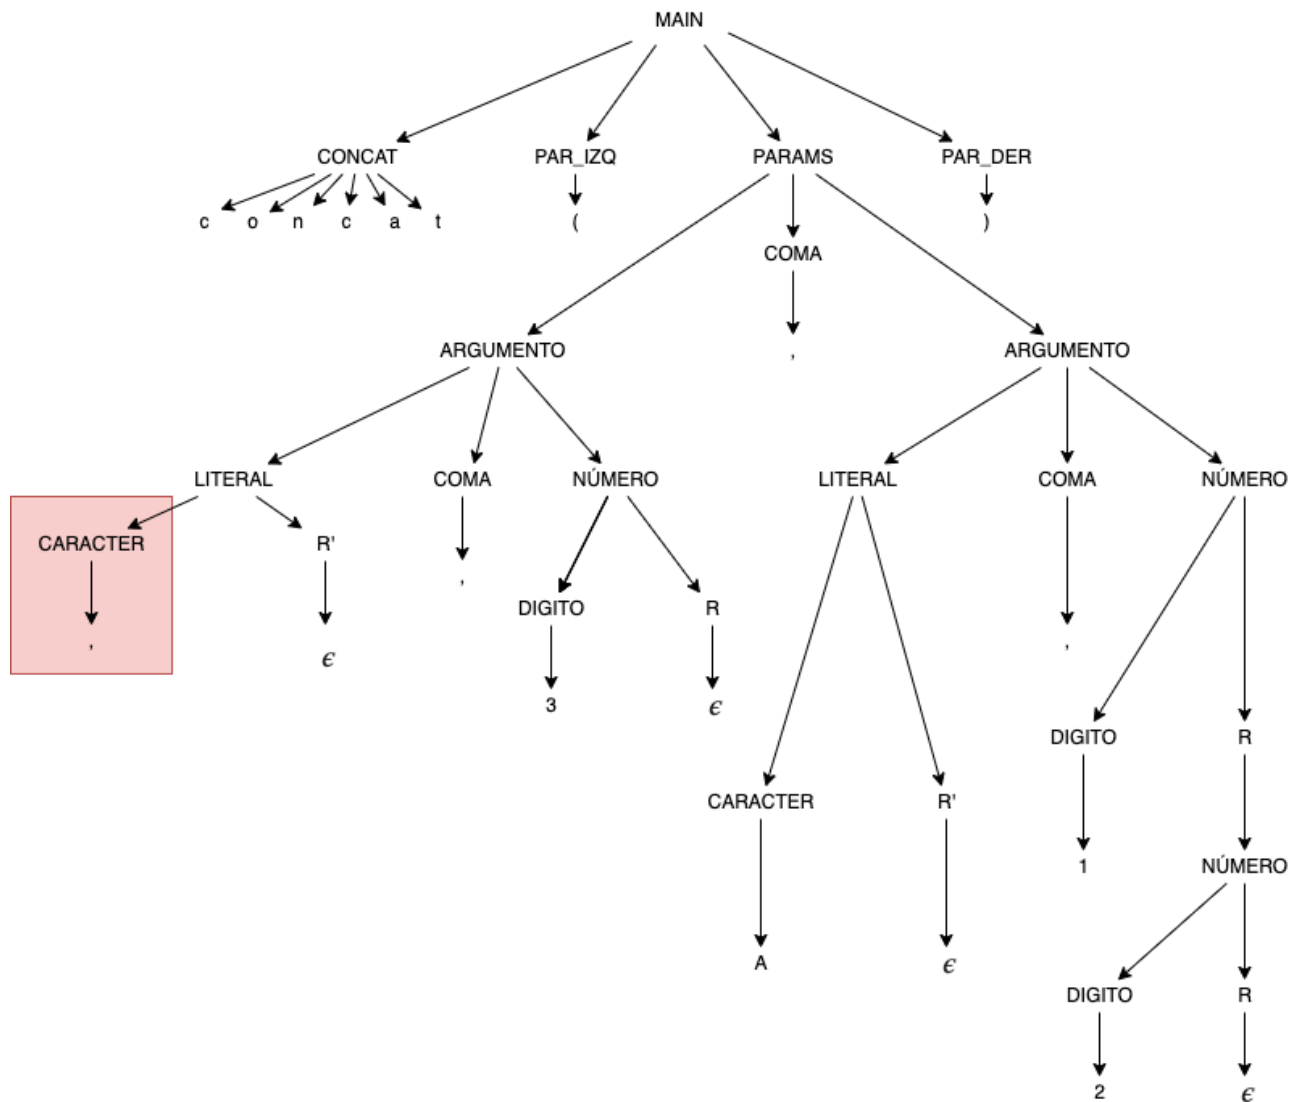 MAIN
CONCAT PAR_IZQ PARAMS PAR_DER
c o n c a t ( )
COMA
ARGUMENTO , ARGUMENTO
LITERAL COMA NÚMERO LITERAL COMA NÚMERO
CARACTER R'
,
DIGITO R
, ϵ ,
3 ϵ
DIGITO R
CARACTER R'
1 NÚMERO
A ϵ
DIGITO R
2 ϵ